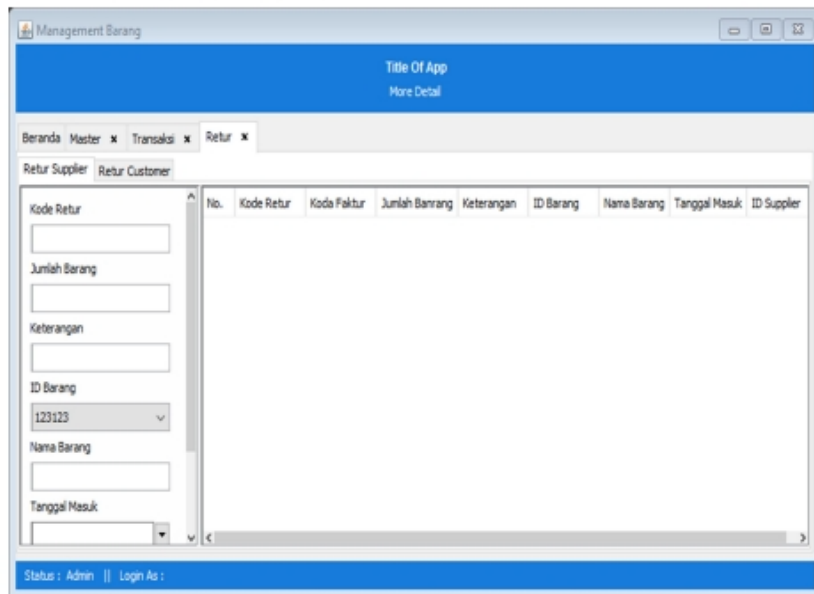 Management Barang
Title Of App
More Detail
Beranda Master x Transaksi x Retur x
Retur Supplier Retur Customer
No. Kode Retur Koda Faktur Jumlah Banrang Keterangan ID Barang Nama Barang Tanggal Masuk ID Supplier
Kode Retur
Jumlah Barang
Keterangan
ID Barang
123123
Nama Barang
Tanggal Masuk
Status : Admin || Login As :